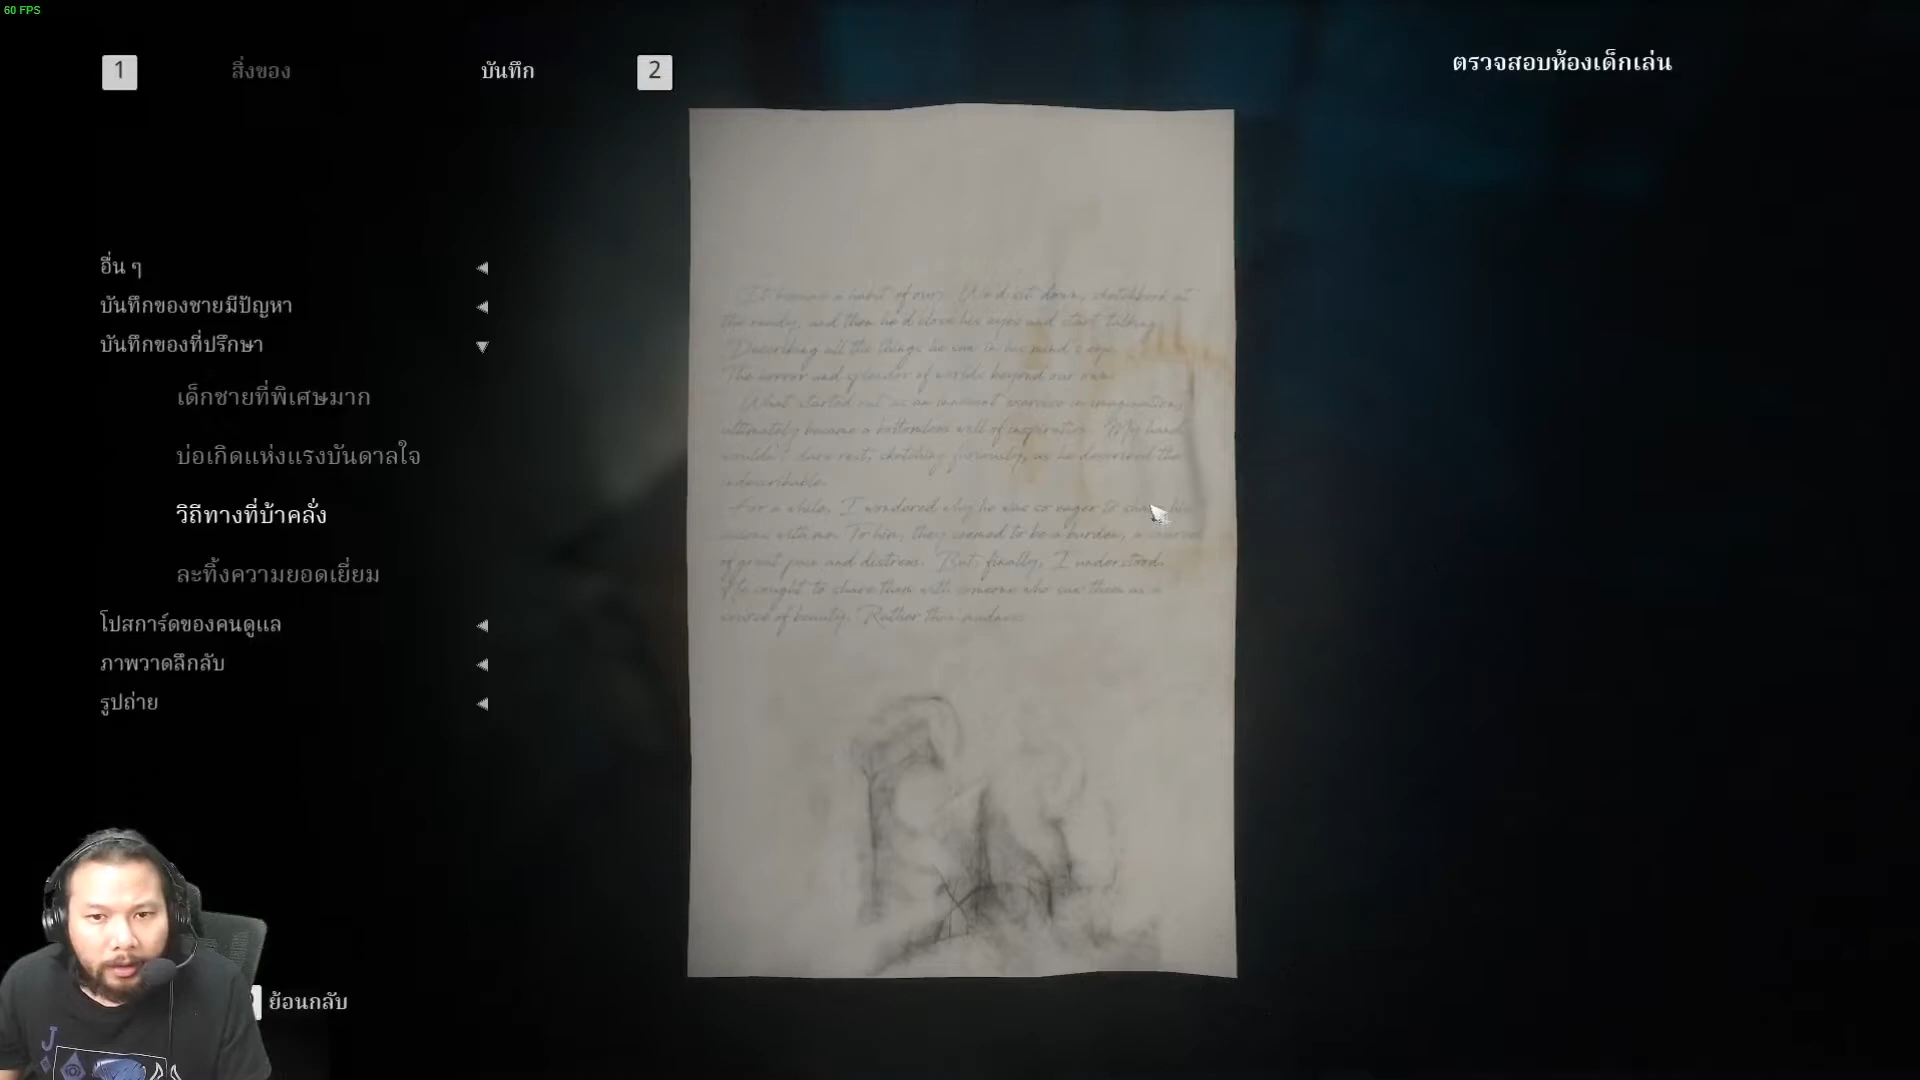 60 FPS
1
สิ่งของ
บันทึก
2
ตรวจสอบห้องเด็กเล่น
อื่น ๆ
บันทึกของชายมีปัญหา
บันทึกของที่ปรึกษา
เด็กชายที่พิเศษมาก
บ่อเกิดแห่งแรงบันดาลใจ
วิถีทางที่บ้าคลั่ง
ละทิ้งความยอดเยี่ยม
โปสการ์ดของคนดูแล
ภาพวาดลึกลับ
รูปถ่าย
ย้อนกลับ
It became a habit of ours. We'd sit down, sketchbook at
the ready, and then he'd close his eyes and start talking.
Describing all the things he saw in his mind's eye.
The horror and splendor of worlds beyond our own.
What started out as an innocent exercise in imagination,
ultimately became a bottomless well of inspiration. My hand
wouldn't dare rest, sketching furiously, as he described the
indescribable.
For a while, I wondered why he was so eager to share his
visions with me. To him, they seemed to be a burden, a source
of great pain and distress. But, finally, I understood.
He sought to share them with someone who saw them as a
source of beauty. Rather than madness.
J